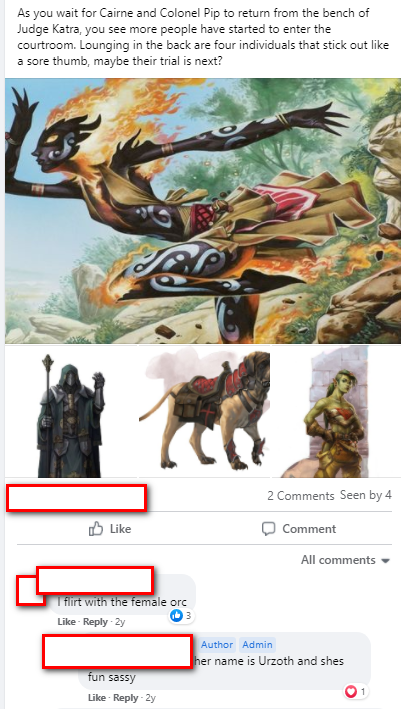 As you wait for Cairne and Colonel Pip to return from the bench of
Judge Katra, you see more people have started to enter the
courtroom. Lounging in the back are four individuals that stick out like
a sore thumb, maybe their trial is next?
2 Comments Seen by 4
Like Comment
All comments
I flirt with the female orc
3
Like · Reply · 2y
Author Admin
her name is Urzoth and shes
fun sassy
1
Like · Reply · 2y